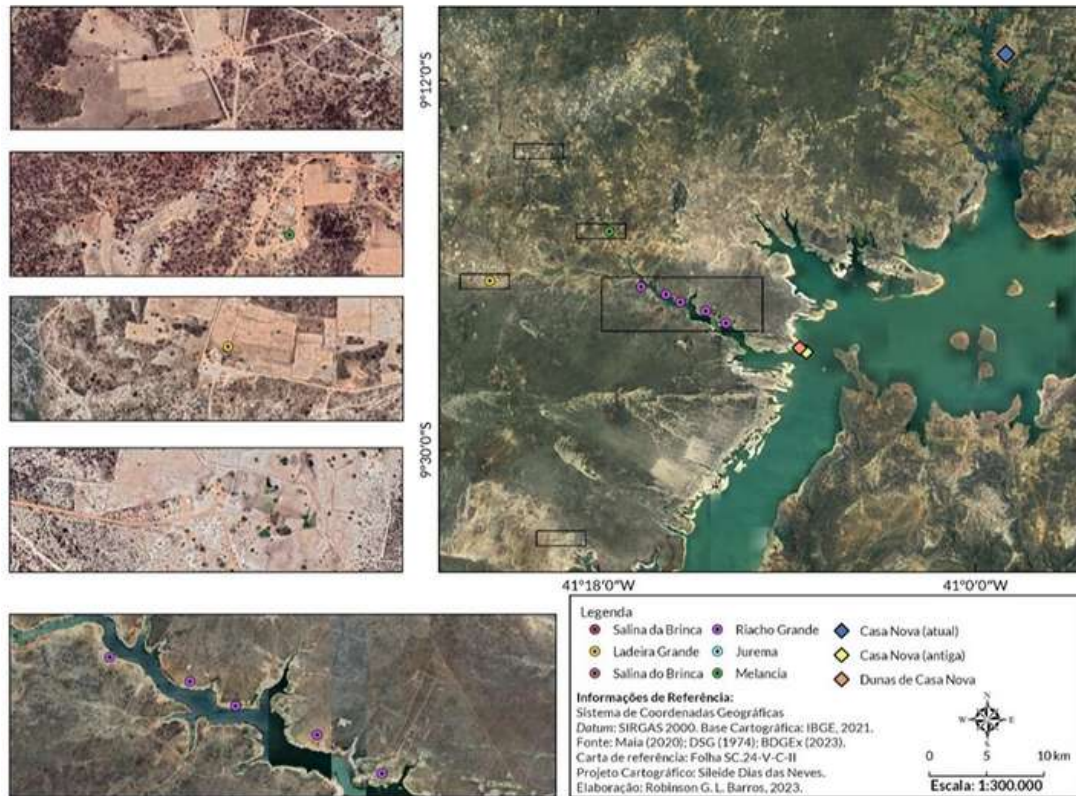 9°12'0"S
9°30'0"S
41°18'0"W
41°0'0"W
Legenda
Salina da Brinca
Ladeira Grande
Salina do Brinca
Riacho Grande
Jurema
Melancia
Casa Nova (atual)
Casa Nova (antiga)
Dunas de Casa Nova
Informações de Referência:
Sistema de Coordenadas Geográficas
Datum: SIRGAS 2000. Base Cartográfica: IBGE, 2021.
Fonte: Maia (2020); DSG (1974); BDGEx (2023).
Carta de referência: Folha SC.24-V-C-II
Projeto Cartográfico: Sileide Dias das Neves.
Elaboração: Robinson G. L. Barros, 2023.
N
W E
S
0 5 10 km
Escala: 1:300.000